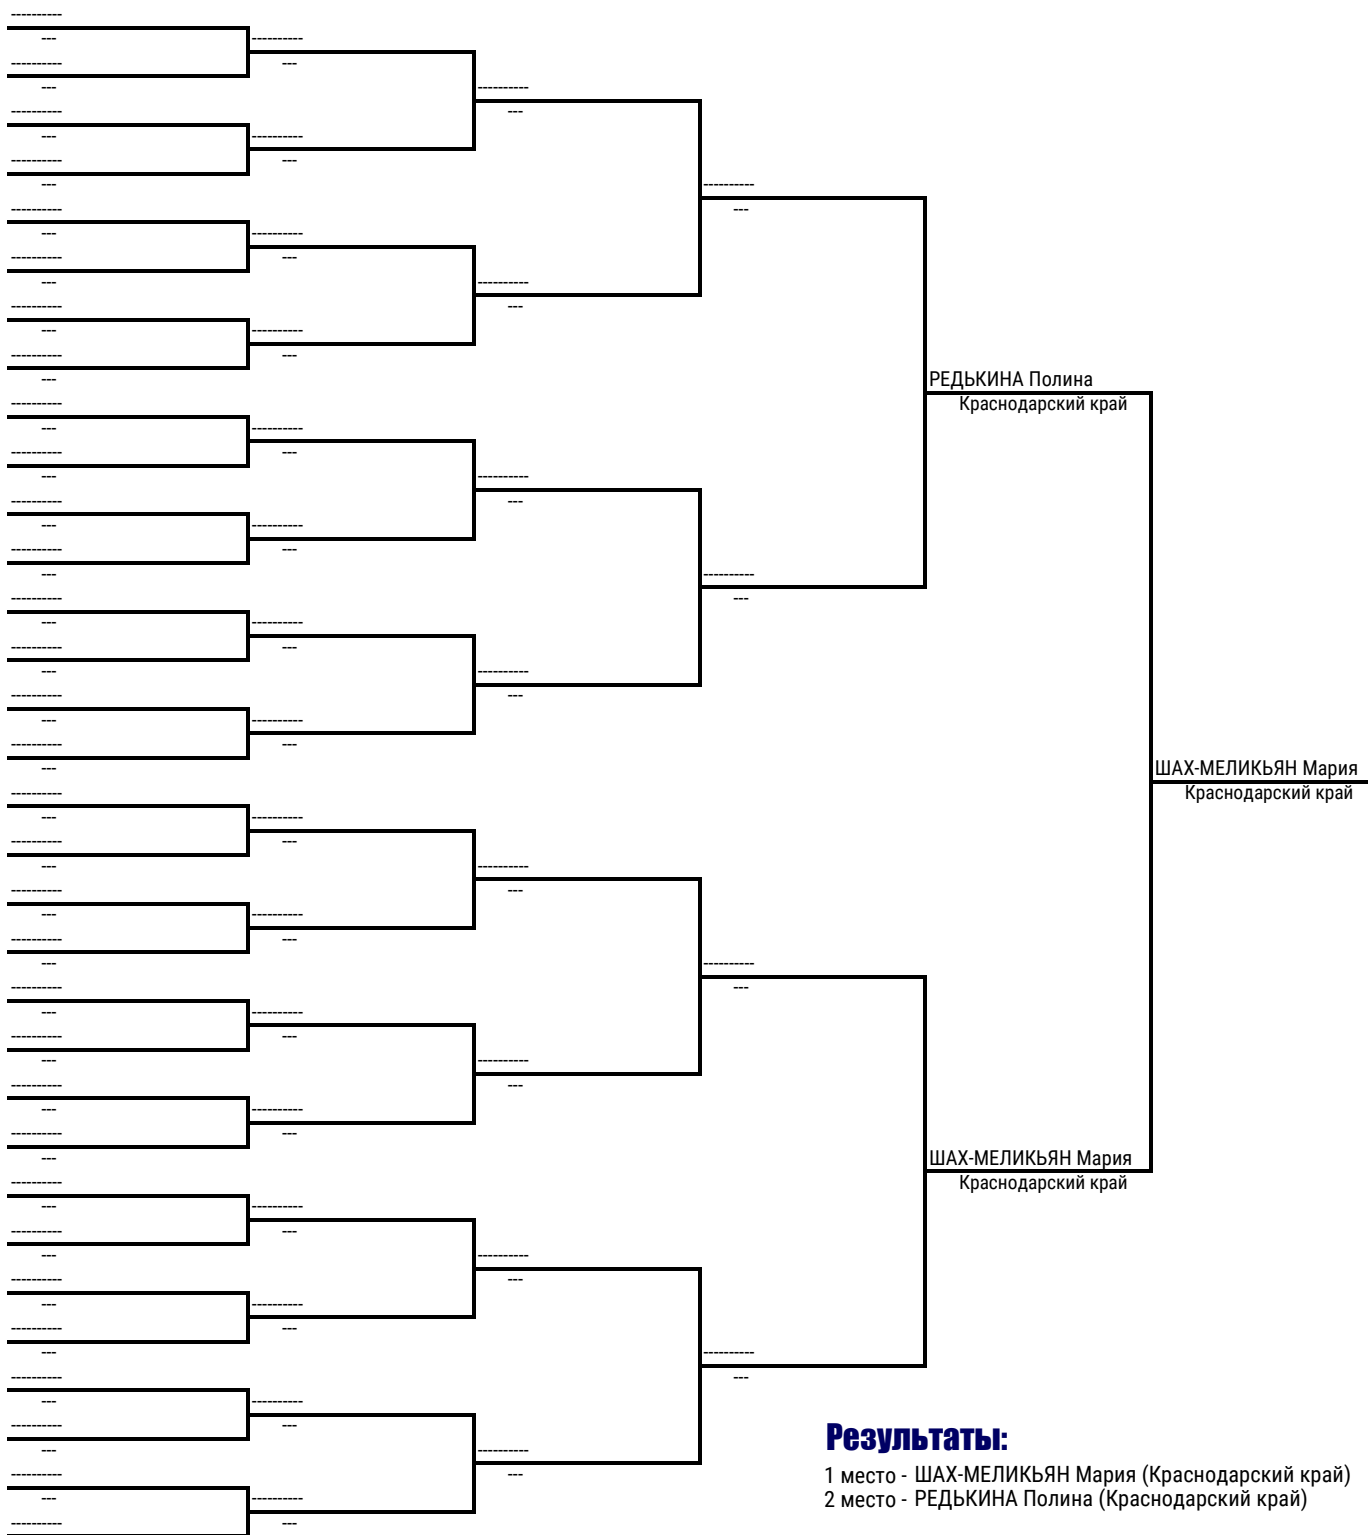 РЕДЬКИНА Полина
Краснодарский край
ШАХ-МЕЛИКЬЯН Мария
Краснодарский край
ШАХ-МЕЛИКЬЯН Мария
Краснодарский край
Результаты:
1 место - ШАХ-МЕЛИКЬЯН Мария (Краснодарский край)
2 место - РЕДЬКИНА Полина (Краснодарский край)